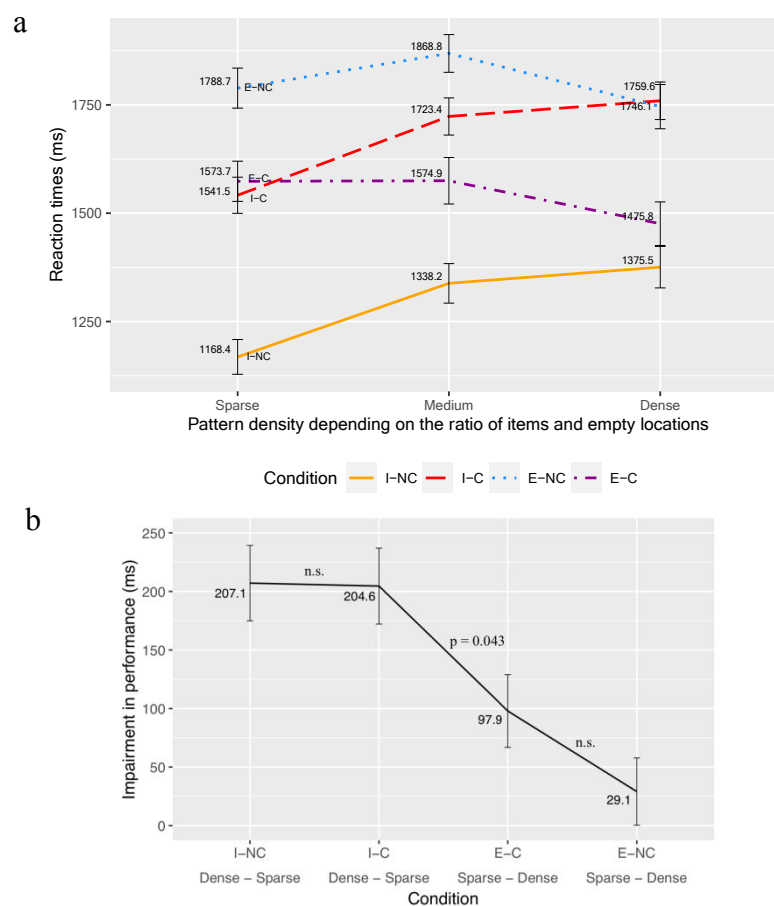 a
Reaction times (ms)
1750
1500
1250
1788.7
E−NC
1868.8
1759.6
1746.1
1723.4
1573.7
E−C
1541.5
I−C
1574.9
1475.8
1375.5
1338.2
1168.4
I−NC
Sparse
Medium
Dense
Pattern density depending on the ratio of items and empty locations
Condition
I−NC
I−C
E−NC
E−C
b
Impairment in performance (ms)
250
200
150
100
50
0
n.s.
207.1
204.6
p = 0.043
97.9
n.s.
29.1
I−NC
I−C
E−C
E−NC
Dense − Sparse
Dense − Sparse
Sparse − Dense
Sparse − Dense
Condition